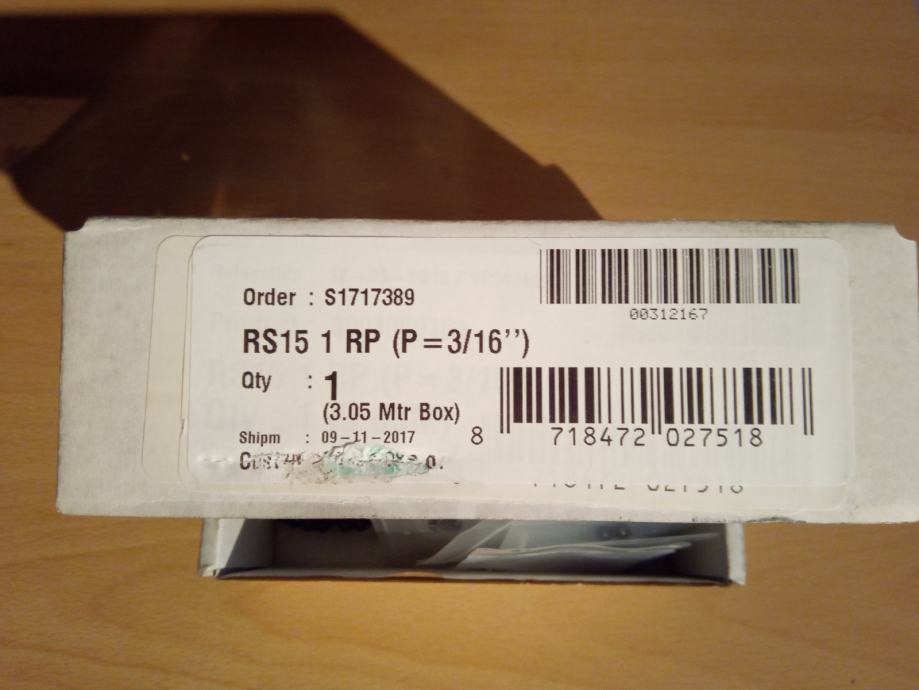 Order : S1717389
00312167
RS15 1 RP (P=3/16’’)
Qty : 1
(3.05 Mtr Box)
8 718472 027518
Shipm : 09-11-2017